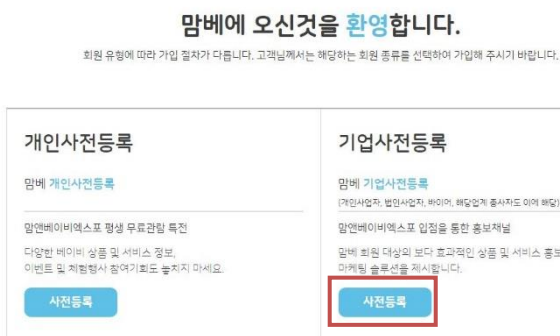 맘베에 오신것을 환영합니다.
회원 유형에 따라 가입 절차가 다릅니다. 고객님께서는 해당하는 회원 종류를 선택하여 가입해 주시기 바랍니다.
개인사전등록
맘베 개인사전등록
맘앤베이비엑스포 평생 무료관람 특전
다양한 베이비 상품 및 서비스 정보,
이벤트 및 체험행사 참여기회도 놓치지 마세요.
사전등록
기업사전등록
맘베 기업사전등록
(개인사업자, 법인사업자, 바이어, 해당업계 종사자도 이에 해당)
맘앤베이비엑스포 입점을 통한 홍보채널
맘베 회원 대상의 보다 효과적인 상품 및 서비스 홍보
마케팅 솔루션을 제시합니다.
사전등록